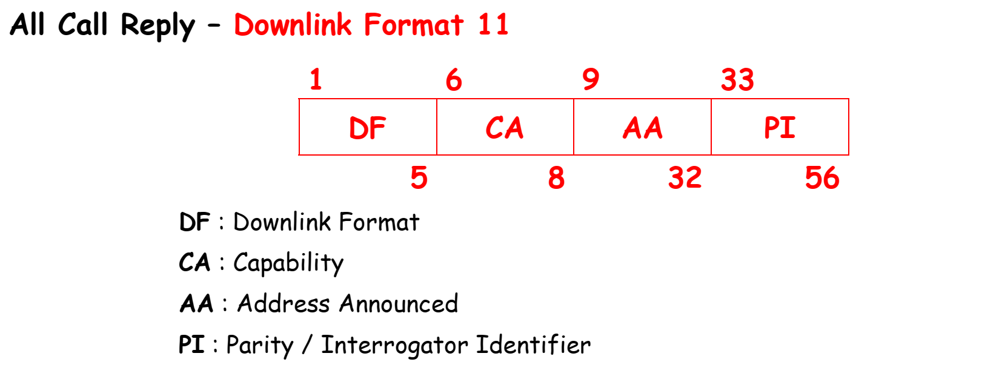 All Call Reply – Downlink Format 11
1 6 9 33
DF CA AA PI
5 8 32 56
DF : Downlink Format
CA : Capability
AA : Address Announced
PI : Parity / Interrogator Identifier